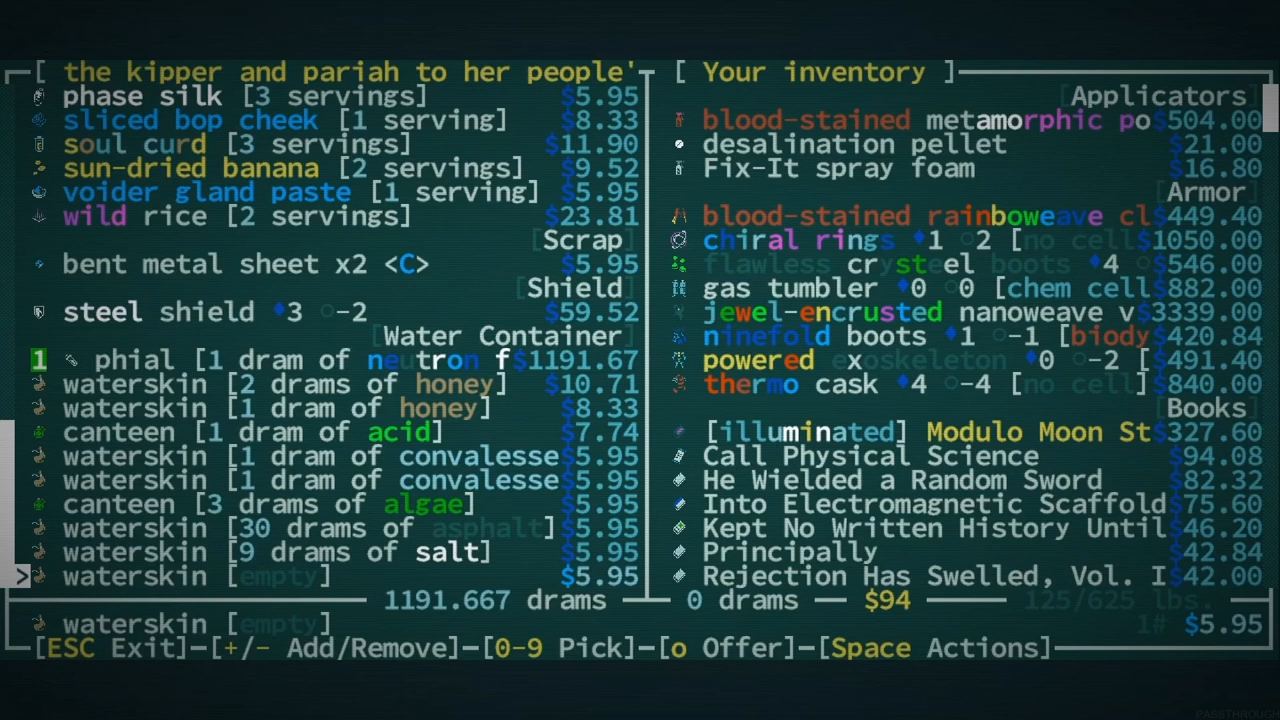 [ the kipper and pariah to her people'
phase silk [3 servings] $5.95
sliced bop cheek [1 serving] $8.33
soul curd [3 servings] $11.90
sun-dried banana [2 servings] $9.52
voider gland paste [1 serving] $5.95
wild rice [2 servings] $23.81
[Scrap]
bent metal sheet x2 <C> $5.95
[Shield]
steel shield ♦3 ○-2 $59.52
[Water Container]
1 phial [1 dram of neutron f$1191.67
waterskin [2 drams of honey] $10.71
waterskin [1 dram of honey] $8.33
canteen [1 dram of acid] $7.74
waterskin [1 dram of convalesse$5.95
waterskin [1 dram of convalesse$5.95
canteen [3 drams of algae] $5.95
waterskin [30 drams of asphalt]$5.95
waterskin [9 drams of salt] $5.95
> waterskin [empty] $5.95
1191.667 drams
[ Your inventory ]
[Applicators]
blood-stained metamorphic po$504.00
desalination pellet $21.00
Fix-It spray foam $16.80
[Armor]
blood-stained rainboweave cl$449.40
chiral rings ♦1 ○2 [no cell$1050.00
flawless crysteel boots ♦4 ○$546.00
gas tumbler ♦0 ○0 [chem cell$882.00
jewel-encrusted nanoweave v$3339.00
ninefold boots ♦1 ○-1 [biody$420.84
powered exoskeleton ♦0 ○-2 [$491.40
thermo cask ♦4 ○-4 [no cell]$840.00
[Books]
[illuminated] Modulo Moon St$327.60
Call Physical Science $94.08
He Wielded a Random Sword $82.32
Into Electromagnetic Scaffold$75.60
Kept No Written History Until$46.20
Principally $42.84
Rejection Has Swelled, Vol. I$42.00
0 drams — $94 125/625 lbs.
waterskin [empty] 1# $5.95
[ESC Exit]-[+/- Add/Remove]-[0-9 Pick]-[o Offer]-[Space Actions]